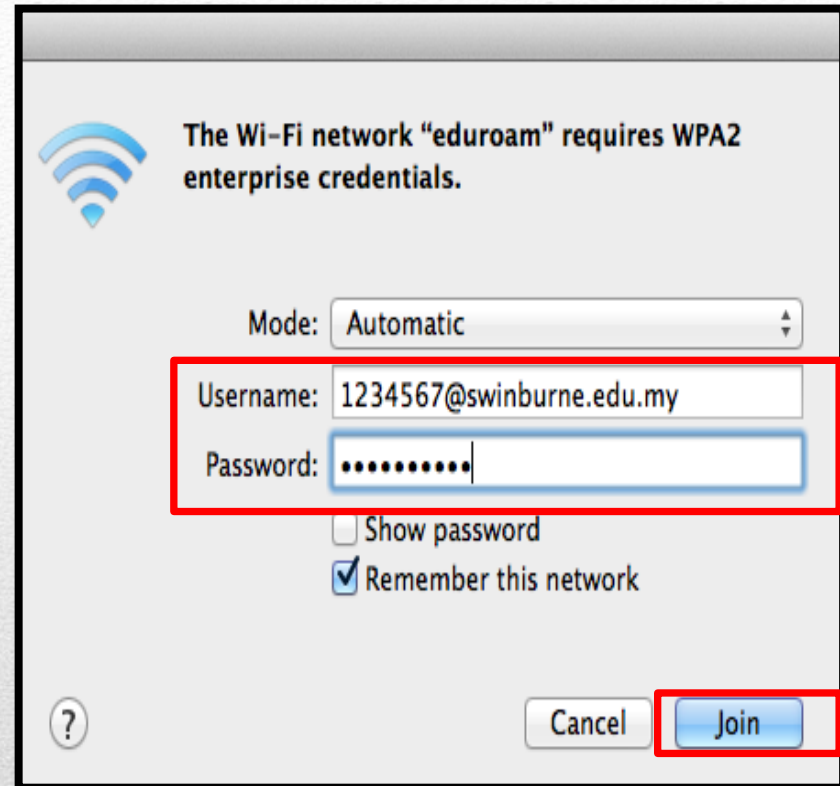 The Wi-Fi network “eduroam” requires WPA2
enterprise credentials.
Mode: Automatic
Username: 1234567@swinburne.edu.my
Password: ••••••••••
Show password
Remember this network
? Cancel Join